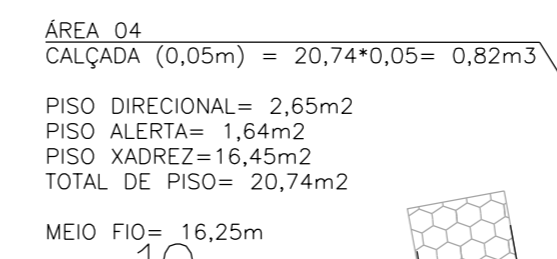 ÁREA 04
CALÇADA (0,05m) = 20,74*0,05= 0,82m3
PISO DIRECIONAL= 2,65m2
PISO ALERTA= 1,64m2
PISO XADREZ=16,45m2
TOTAL DE PISO= 20,74m2
MEIO FIO= 16,25m